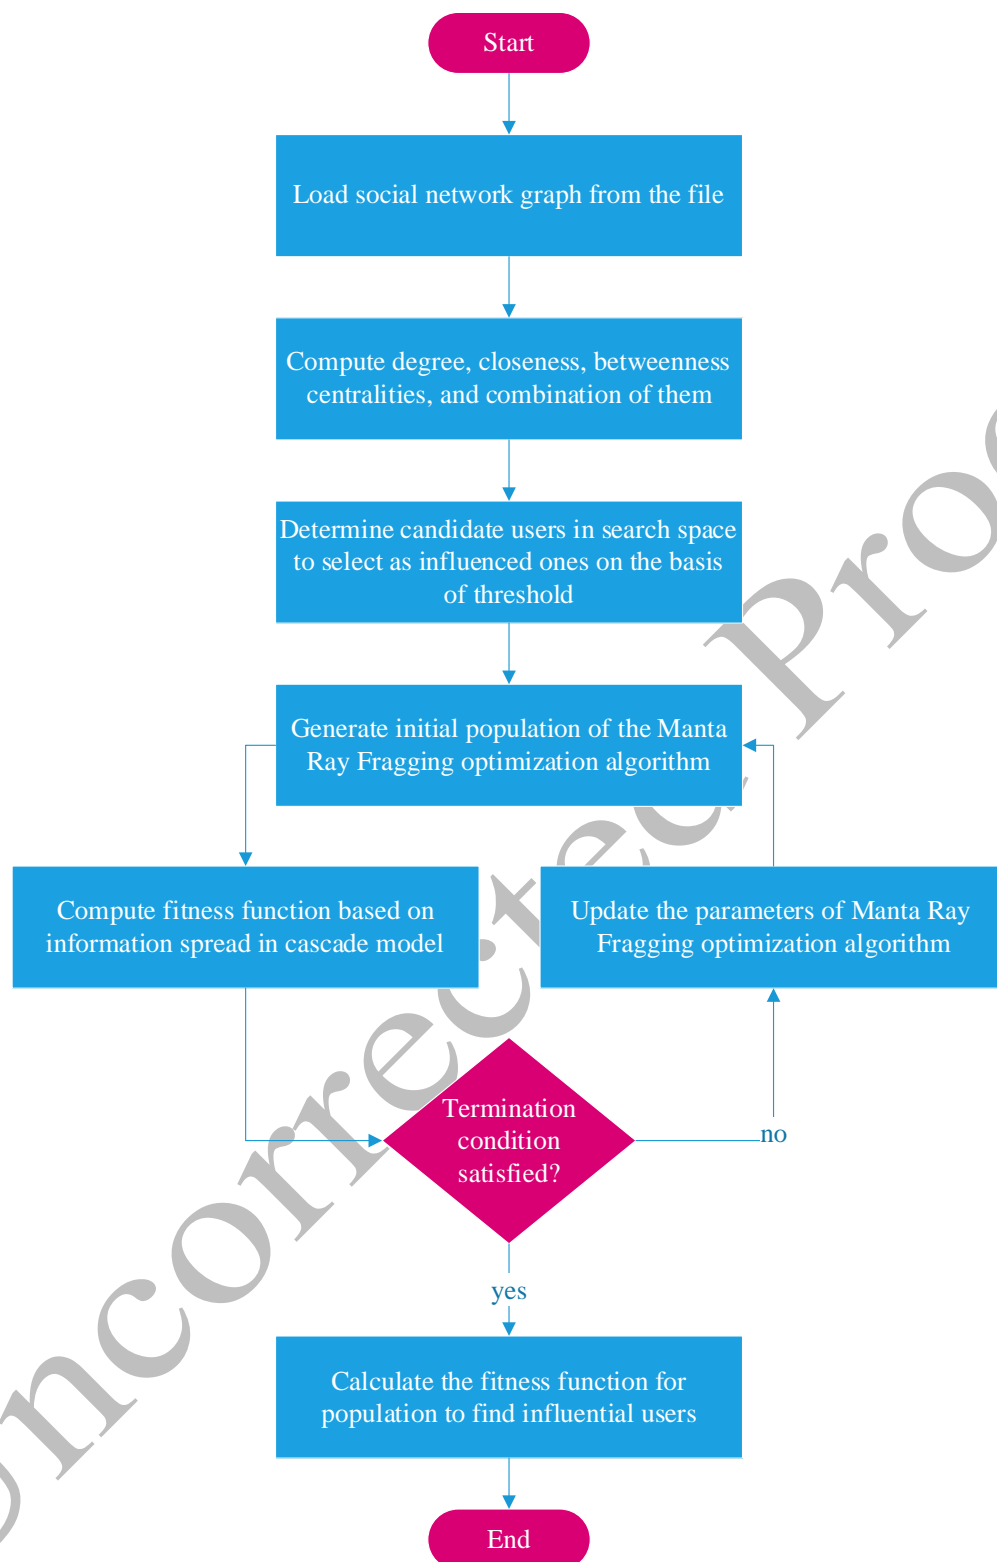 Start
Load social network graph from the file
Compute degree, closeness, betweenness
centralities, and combination of them
Determine candidate users in search space
to select as influenced ones on the basis
of threshold
Generate initial population of the Manta
Ray Fragging optimization algorithm
Compute fitness function based on
information spread in cascade model
Update the parameters of Manta Ray
Fragging optimization algorithm
Termination
condition
satisfied?
no
yes
Calculate the fitness function for
population to find influential users
End